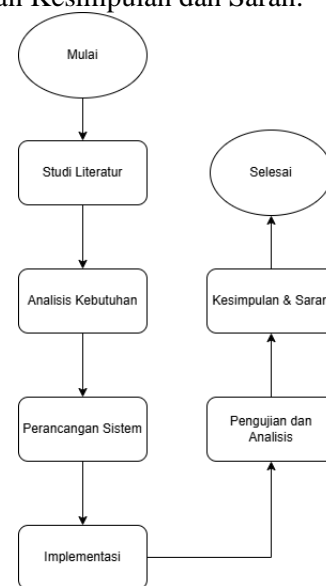 Kesimpulan dan Saran.
Mulai
Studi Literatur
Analisis Kebutuhan
Perancangan Sistem
Implementasi
Pengujian dan
Analisis
Kesimpulan & Saran
Selesai